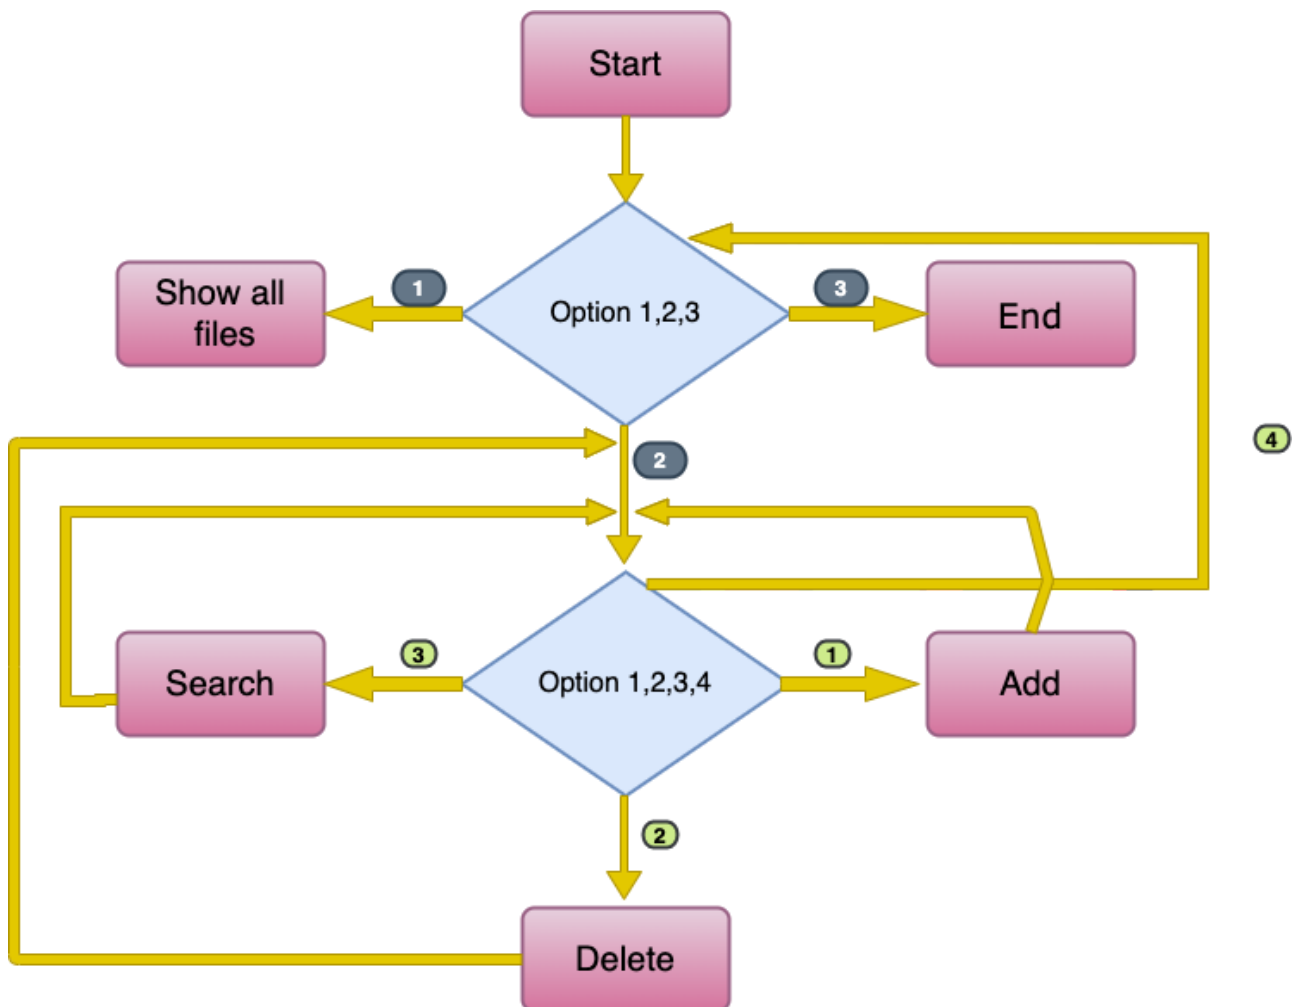 Start
Show all
files
1
Option 1,2,3
3
End
2
4
Search
3
Option 1,2,3,4
1
Add
2
Delete